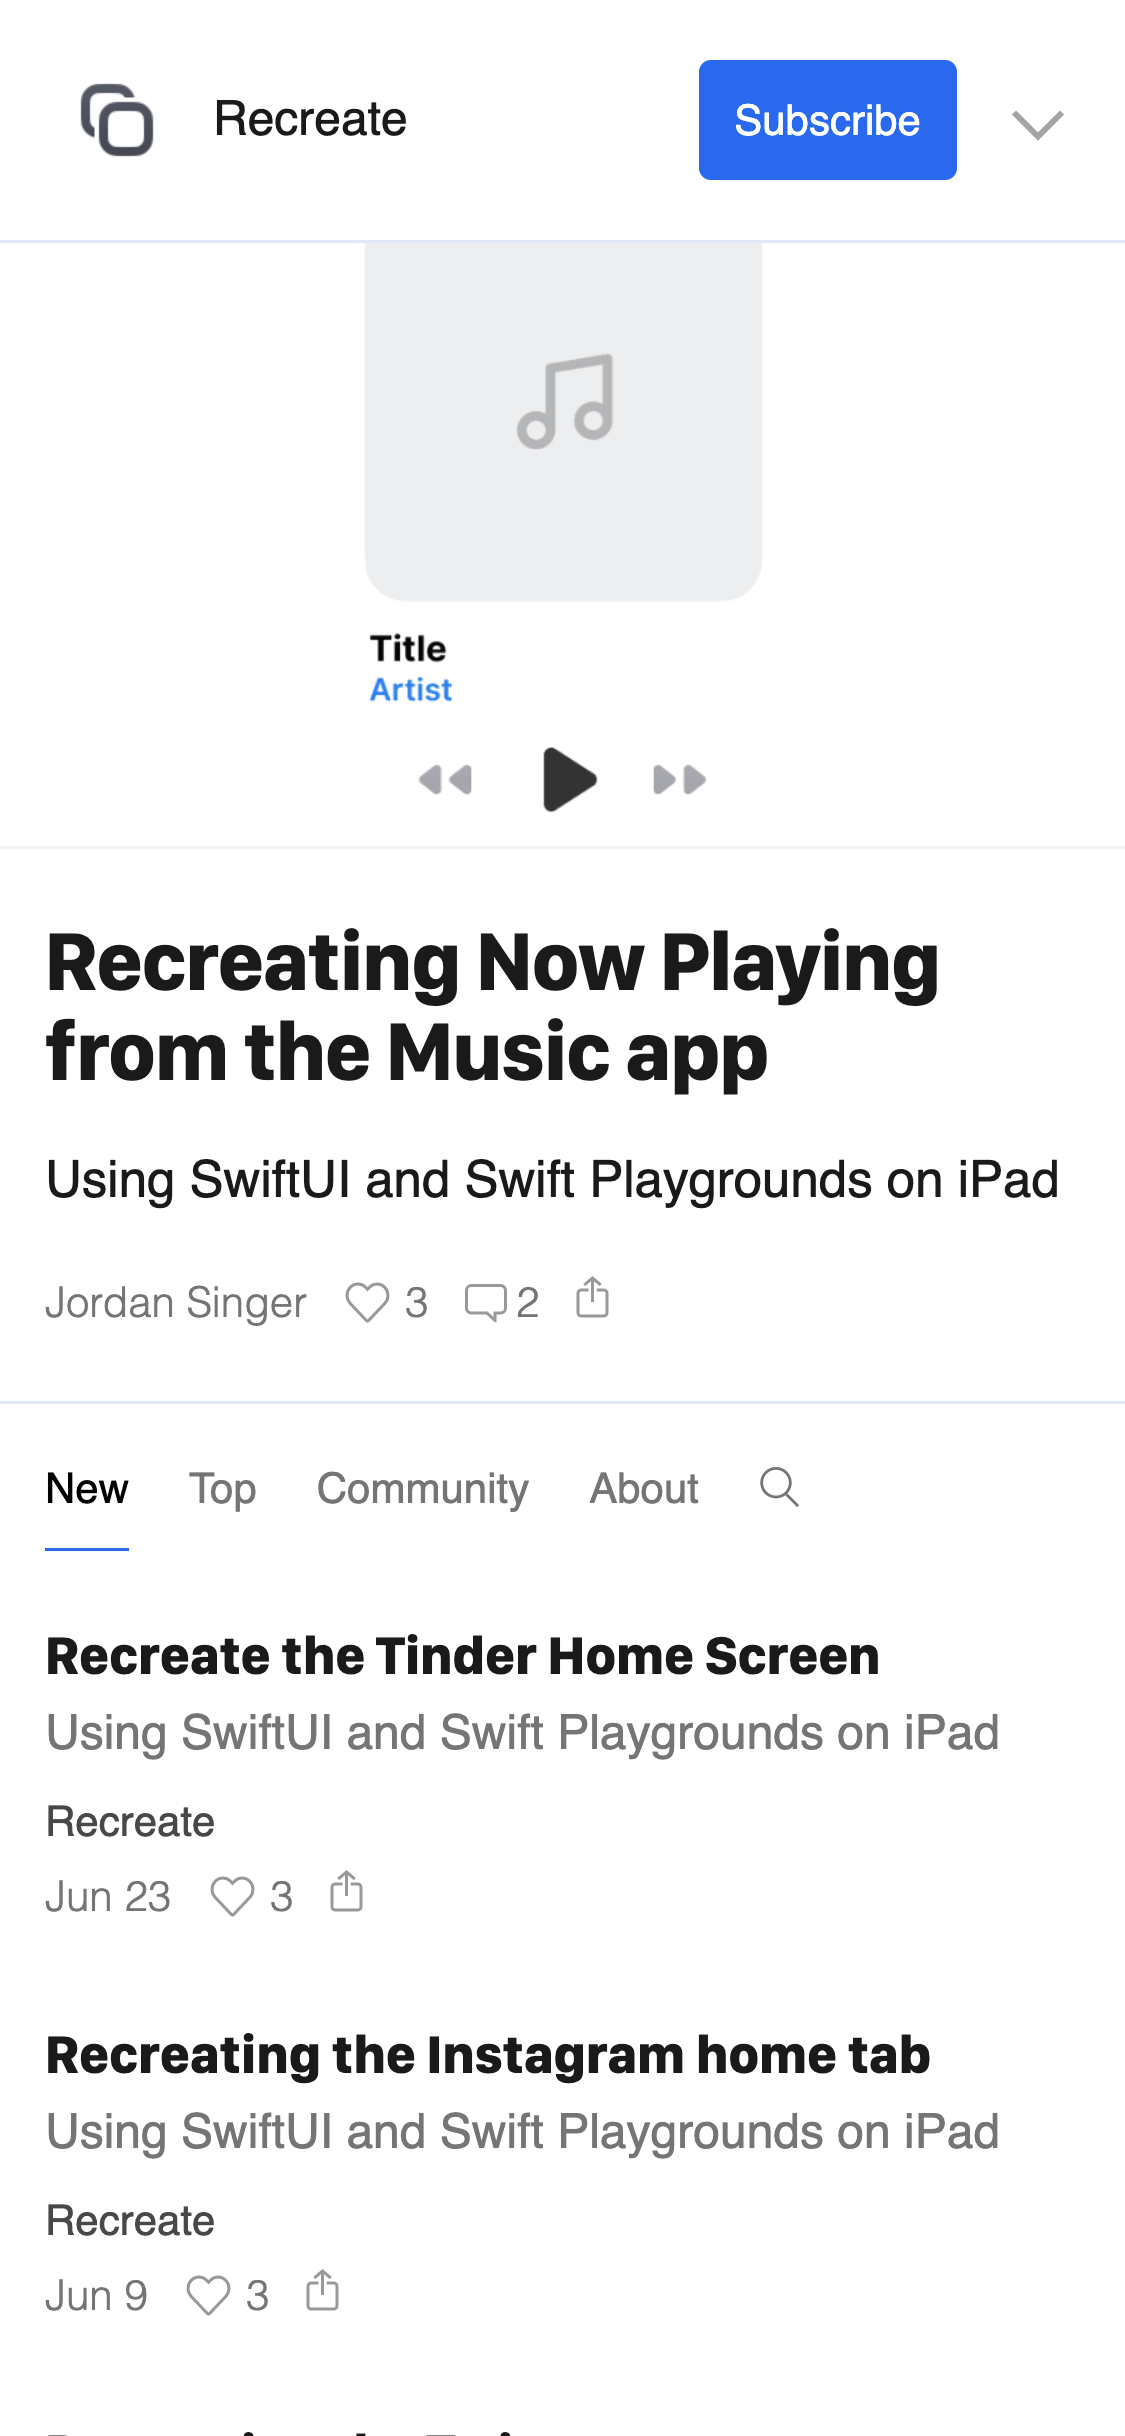 Recreate
Subscribe
Title
Artist
Recreating Now Playing
from the Music app
Using SwiftUI and Swift Playgrounds on iPad
Jordan Singer 3 2
New Top Community About
Recreate the Tinder Home Screen
Using SwiftUI and Swift Playgrounds on iPad
Recreate
Jun 23 3
Recreating the Instagram home tab
Using SwiftUI and Swift Playgrounds on iPad
Recreate
Jun 9 3